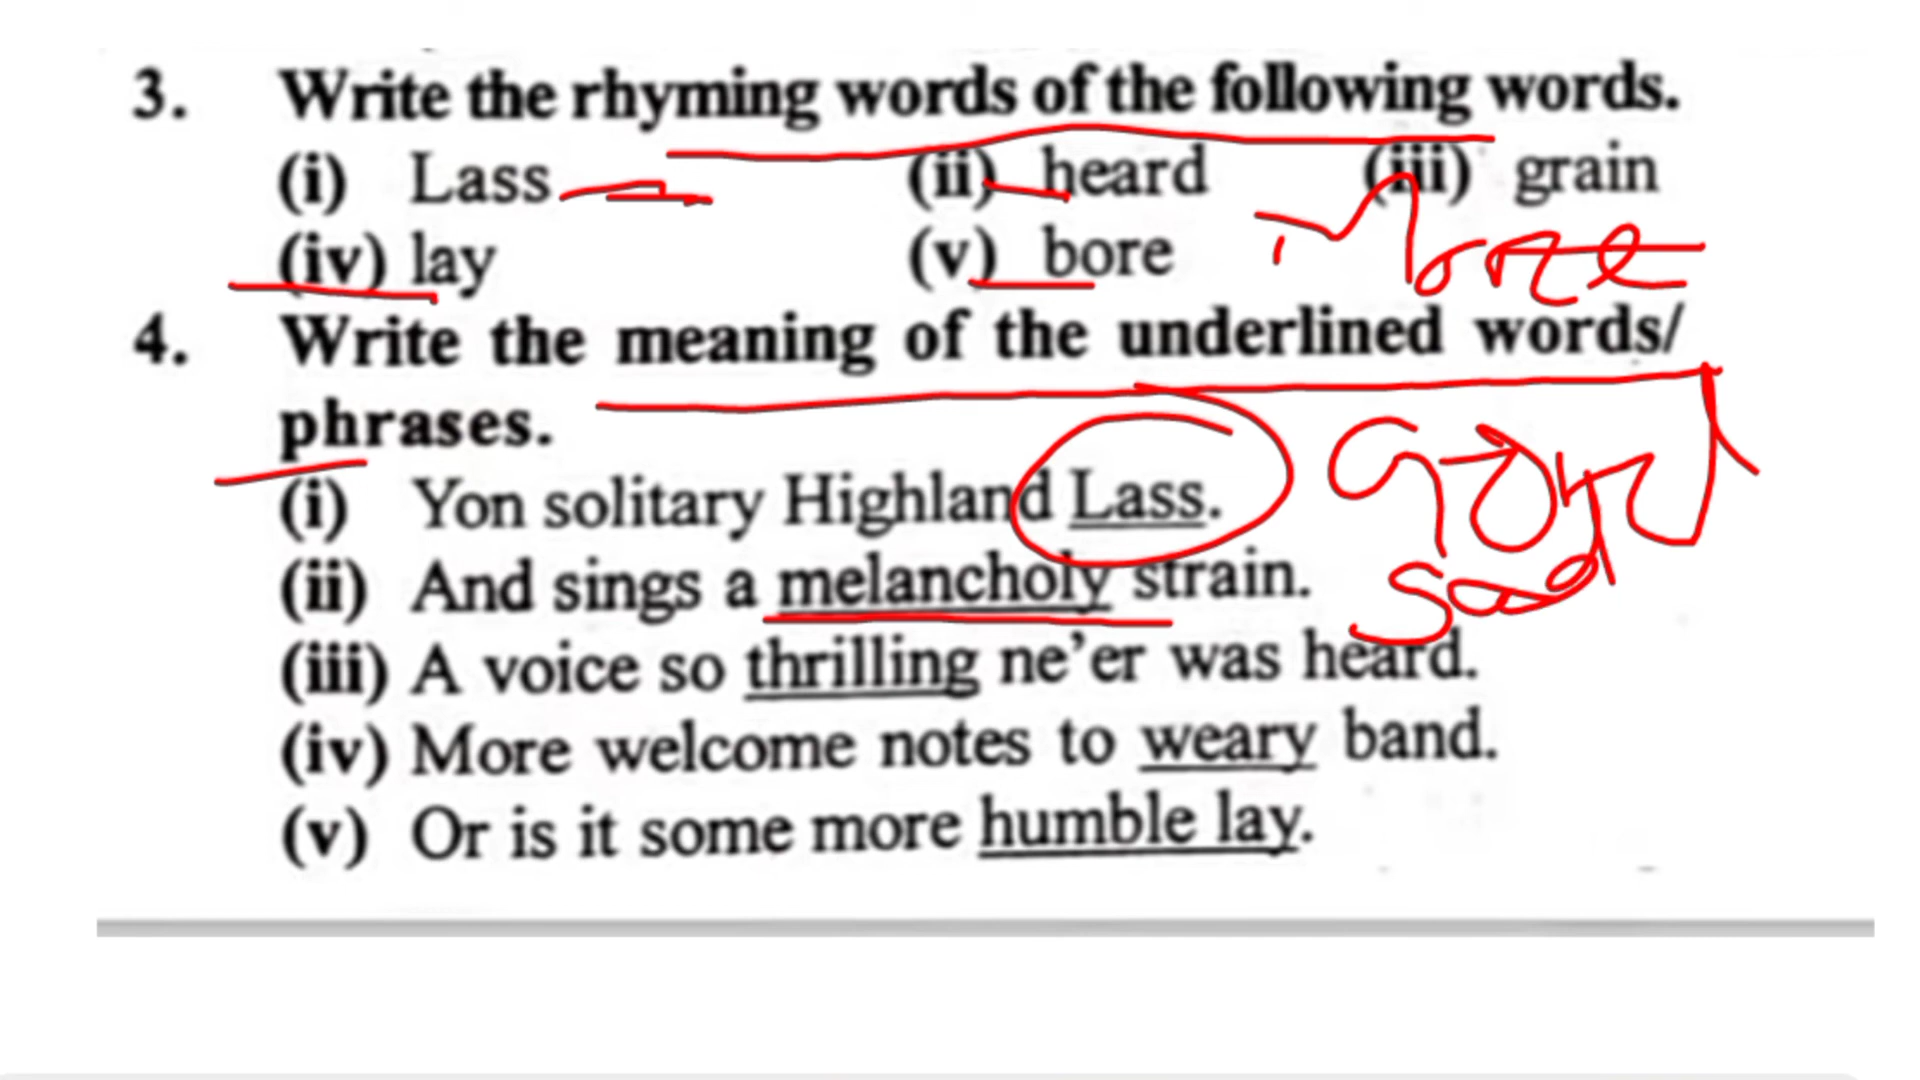 3. Write the rhyming words of the following words.
(i) Lass (ii) heard (iii) grain
(iv) lay (v) bore
4. Write the meaning of the underlined words/
phrases.
(i) Yon solitary Highland Lass.
(ii) And sings a melancholy strain. sad
(iii) A voice so thrilling ne'er was heard.
(iv) More welcome notes to weary band.
(v) Or is it some more humble lay.